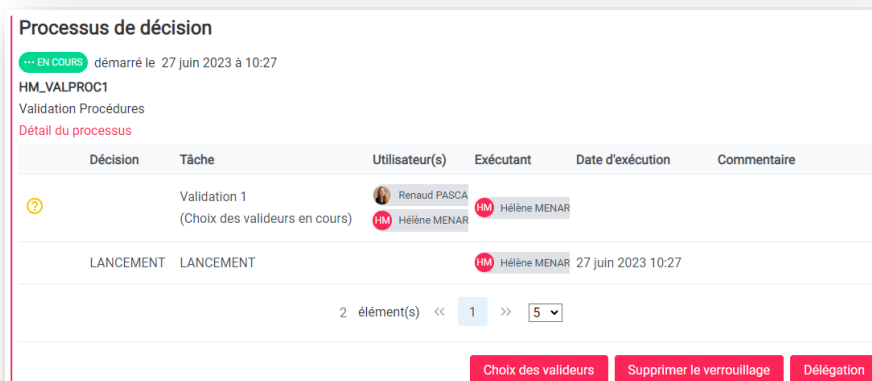 Processus de décision
••• EN COURS démarré le 27 juin 2023 à 10:27
HM_VALPROC1
Validation Procédures
Détail du processus
Décision Tâche Utilisateur(s) Exécutant Date d'exécution Commentaire
Validation 1 Renaud PASCA
(Choix des valideurs en cours) HM Hélène MENAR HM Hélène MENAR
LANCEMENT LANCEMENT HM Hélène MENAR 27 juin 2023 10:27
2 élément(s) << 1 >> 5
Choix des valideurs Supprimer le verrouillage Délégation